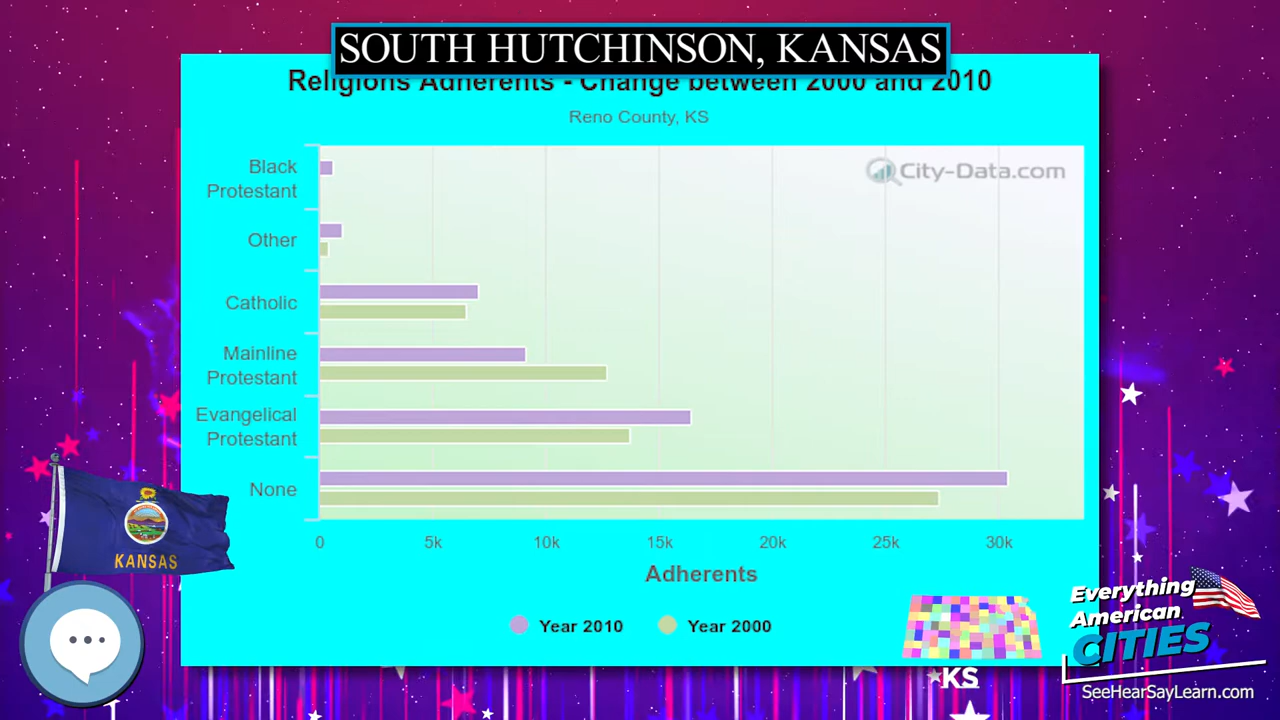 SOUTH HUTCHINSON, KANSAS
Religions Adherents - Change between 2000 and 2010
Reno County, KS
City-Data.com
Black
Protestant
Other
Catholic
Mainline
Protestant
Evangelical
Protestant
None
0 5k 10k 15k 20k 25k 30k
Adherents
Year 2010 Year 2000
KANSAS
KS
Everything
American
CITIES
SeeHearSayLearn.com